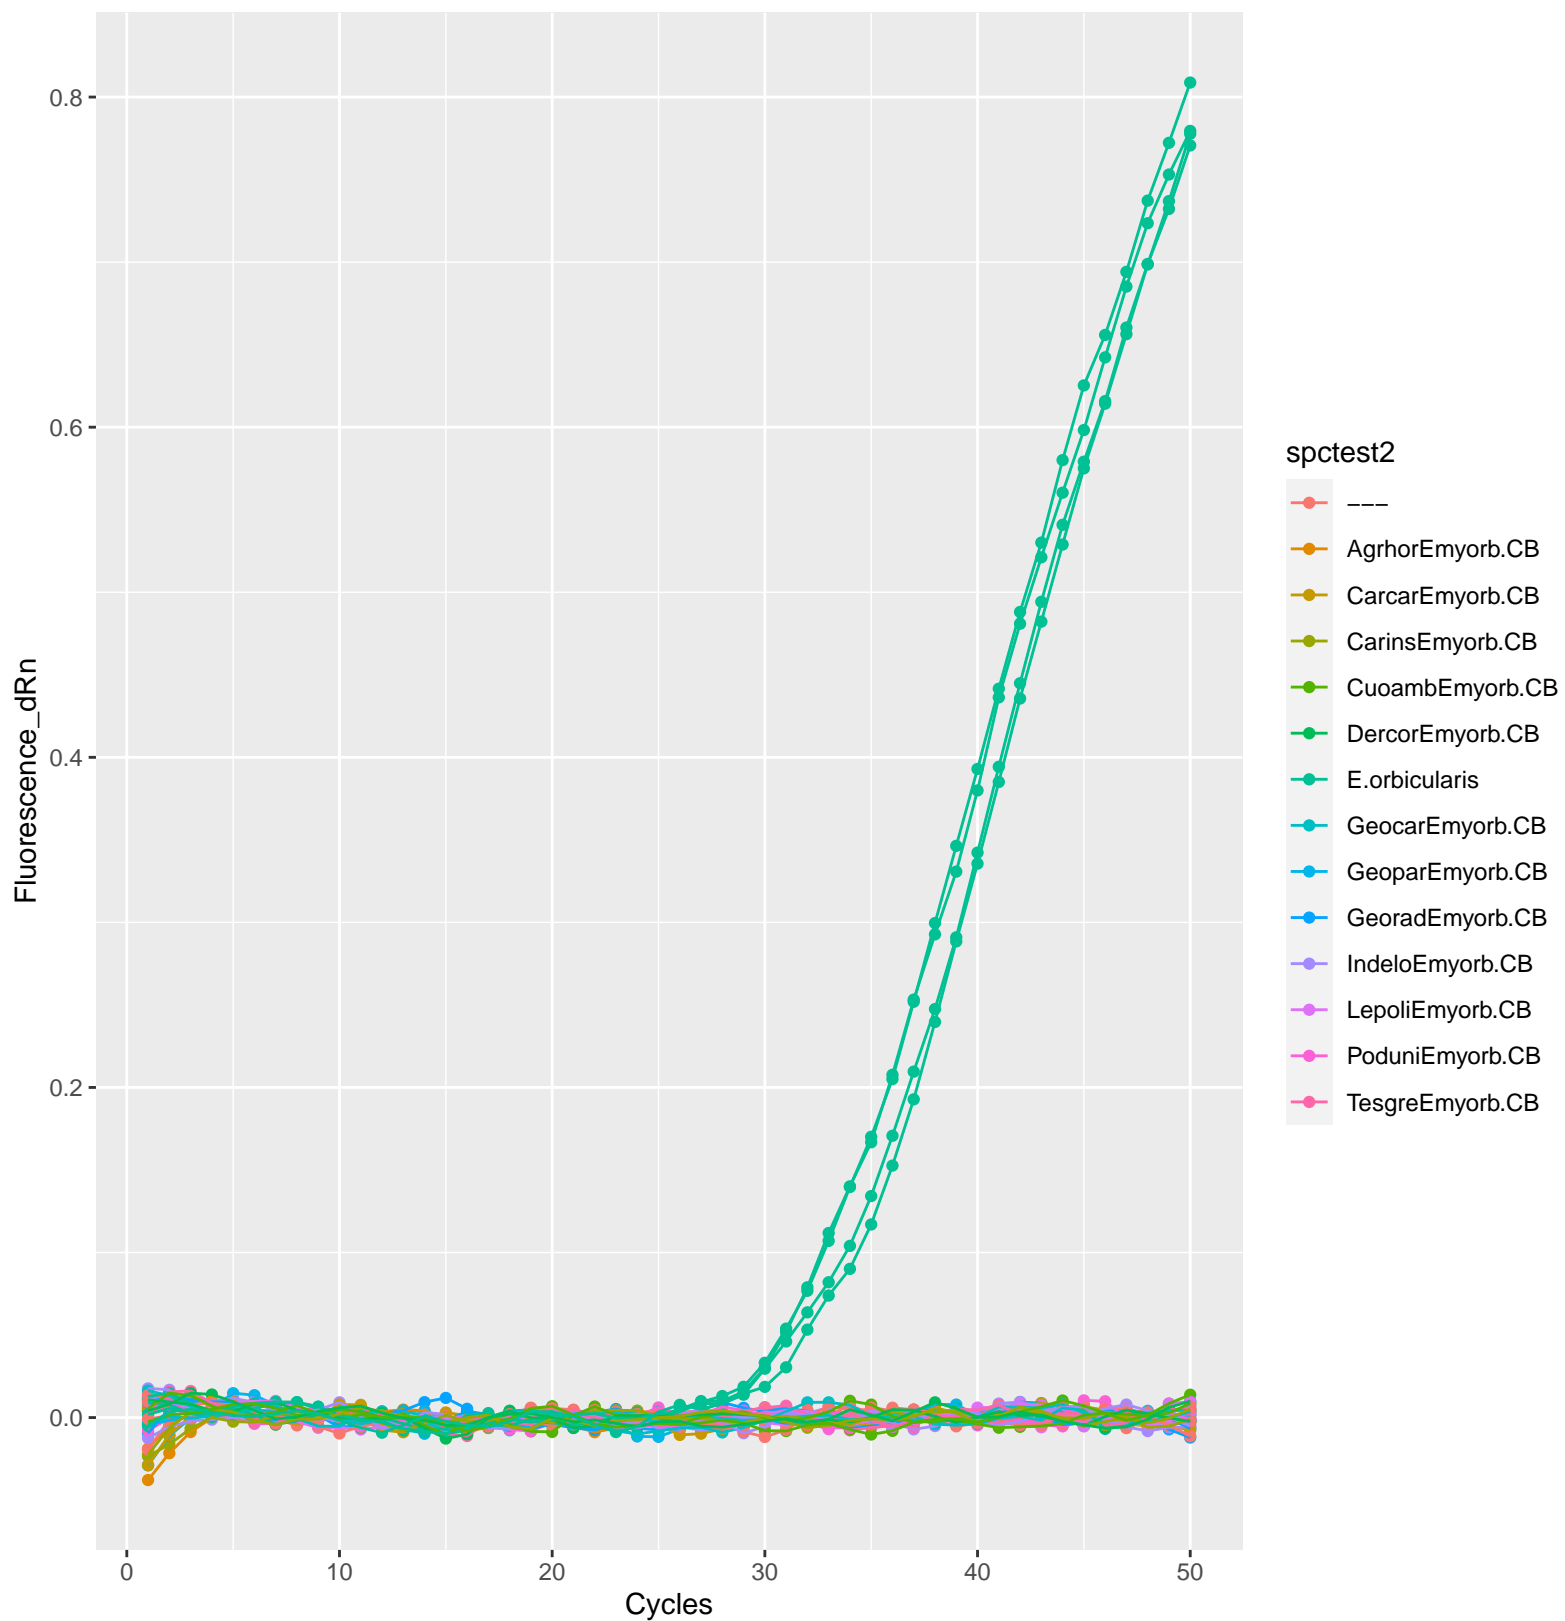 0.8
0.6
0.4
0.2
0.0
Fluorescence_dRn
0
10
20
30
40
50
Cycles
spctest2
---
AgrhorEmyorb.CB
CarcarEmyorb.CB
CarinsEmyorb.CB
CuoambEmyorb.CB
DercorEmyorb.CB
E.orbicularis
GeocarEmyorb.CB
GeoparEmyorb.CB
GeoradEmyorb.CB
IndeloEmyorb.CB
LepoliEmyorb.CB
PoduniEmyorb.CB
TesgreEmyorb.CB